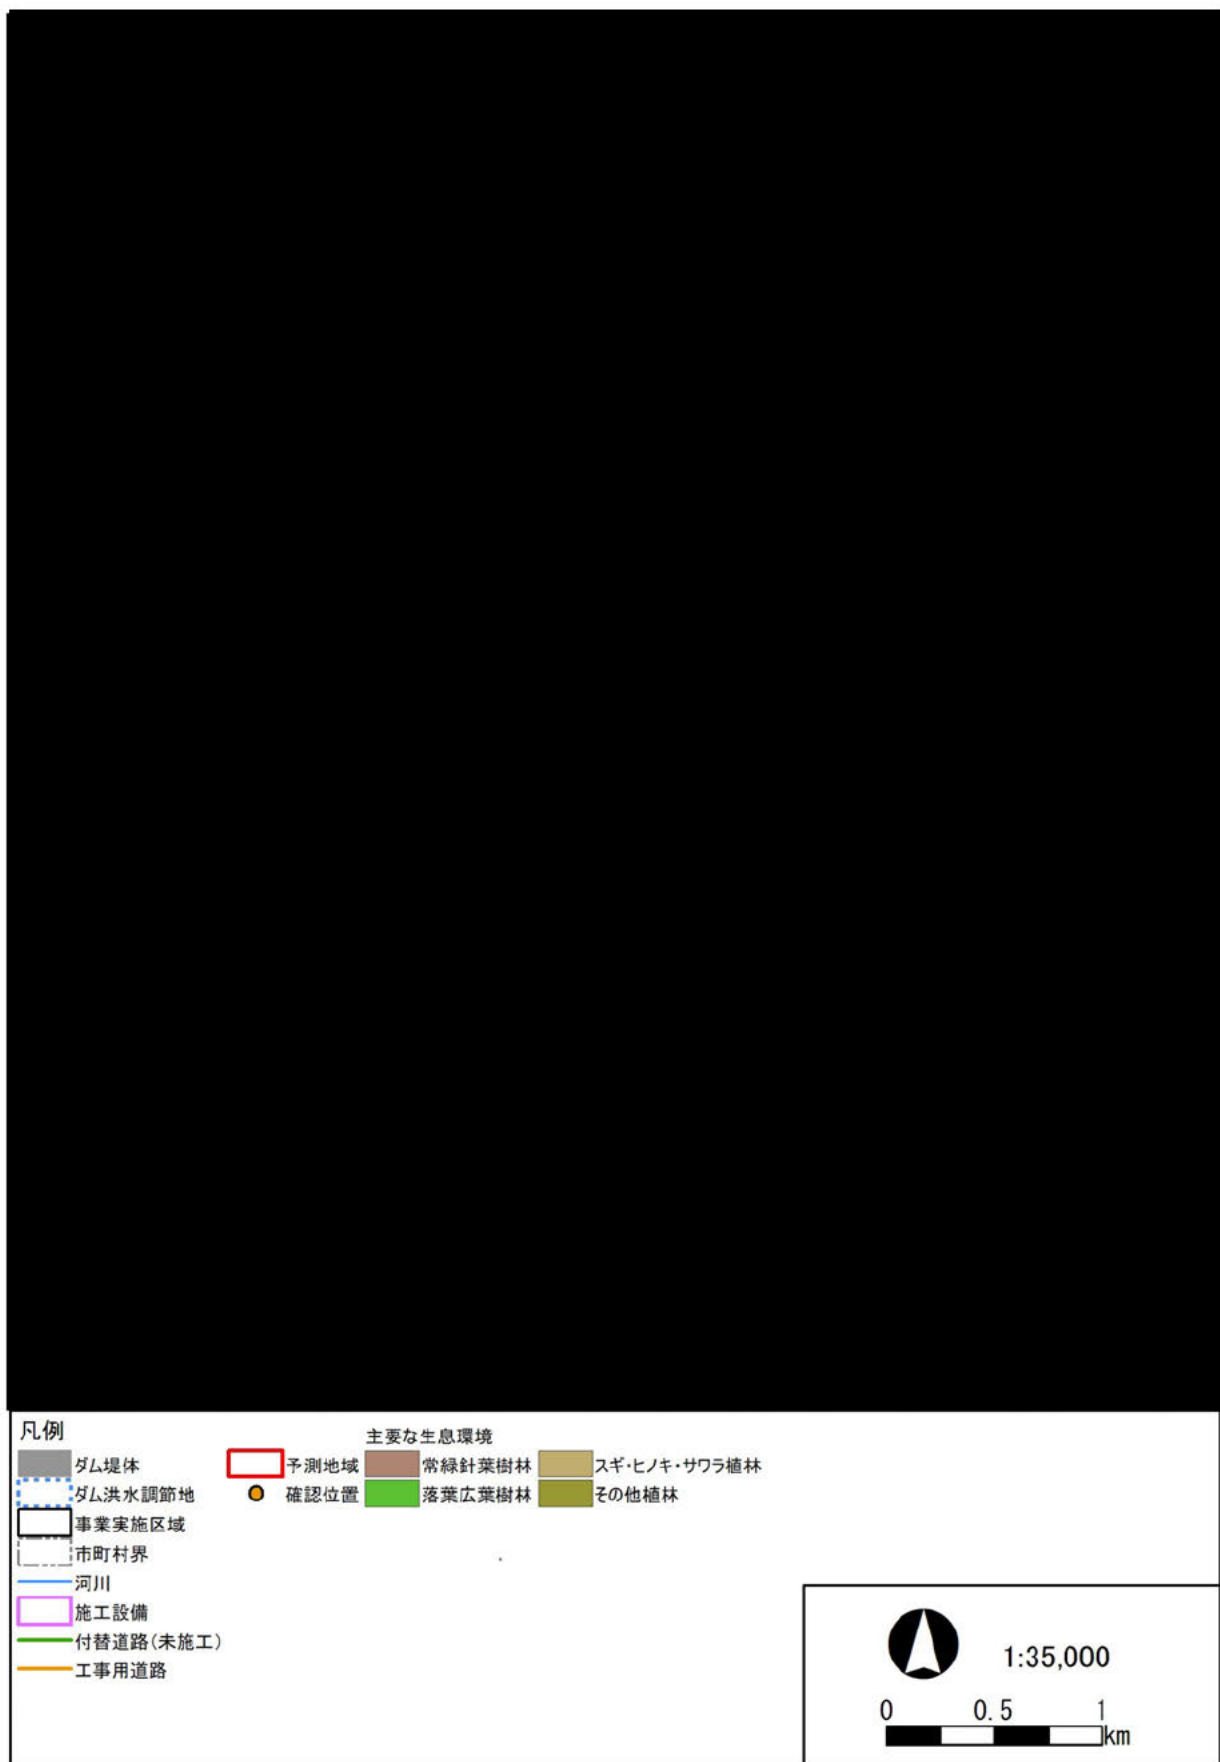 凡例
ダム堤体
ダム洪水調節地
事業実施区域
市町村界
河川
施工設備
付替道路(未施工)
工事用道路
予測地域
確認位置
主要な生息環境
常緑針葉樹林
落葉広葉樹林
スギ・ヒノキ・サワラ植林
その他植林
1:35,000
0 0.5 1
km